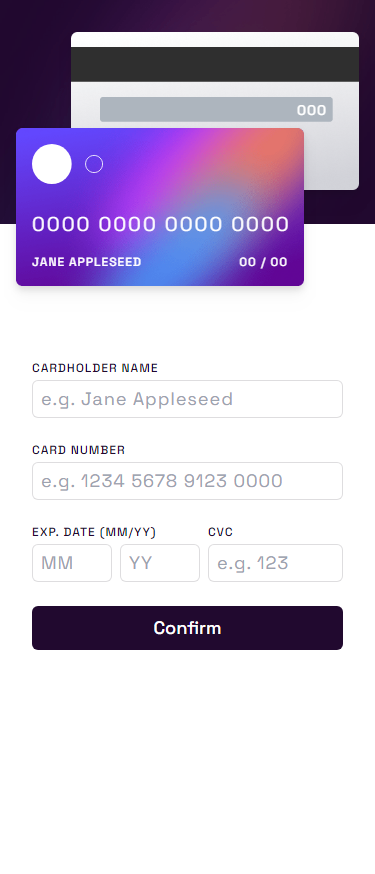 000
0000 0000 0000 0000
JANE APPLESEED 00 / 00
CARDHOLDER NAME
e.g. Jane Appleseed
CARD NUMBER
e.g. 1234 5678 9123 0000
EXP. DATE (MM/YY) CVC
MM YY e.g. 123
Confirm